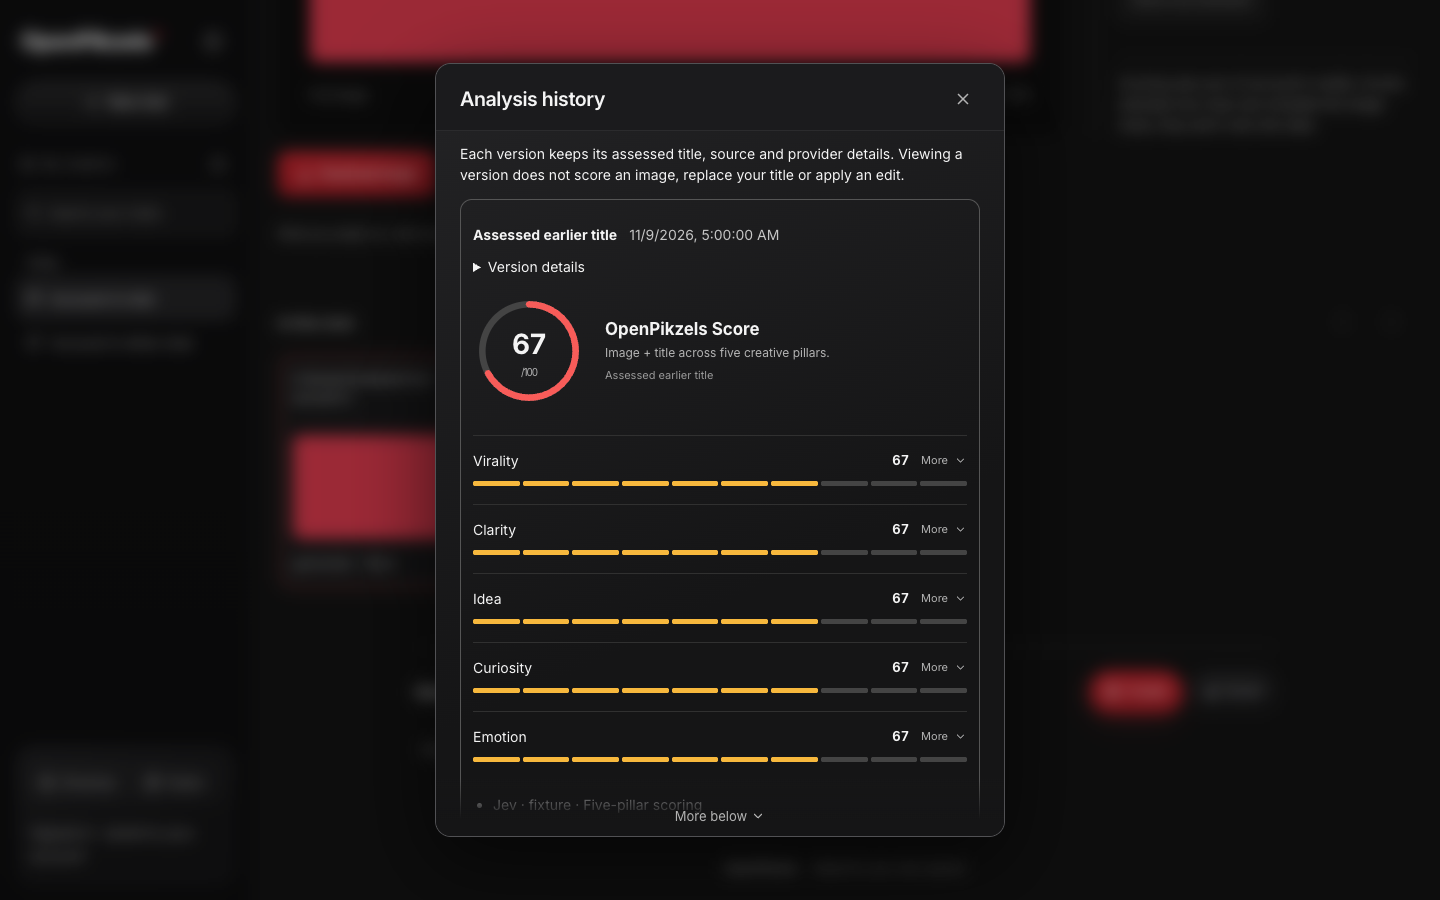 Analysis history
Each version keeps its assessed title, source and provider details. Viewing a
version does not score an image, replace your title or apply an edit.
Assessed earlier title 11/9/2026, 5:00:00 AM
Version details
67
/100
OpenPikzels Score
Image + title across five creative pillars.
Assessed earlier title
Virality 67 More
Clarity 67 More
Idea 67 More
Curiosity 67 More
Emotion 67 More
• Jev · fixture · Five-pillar scoring
More below